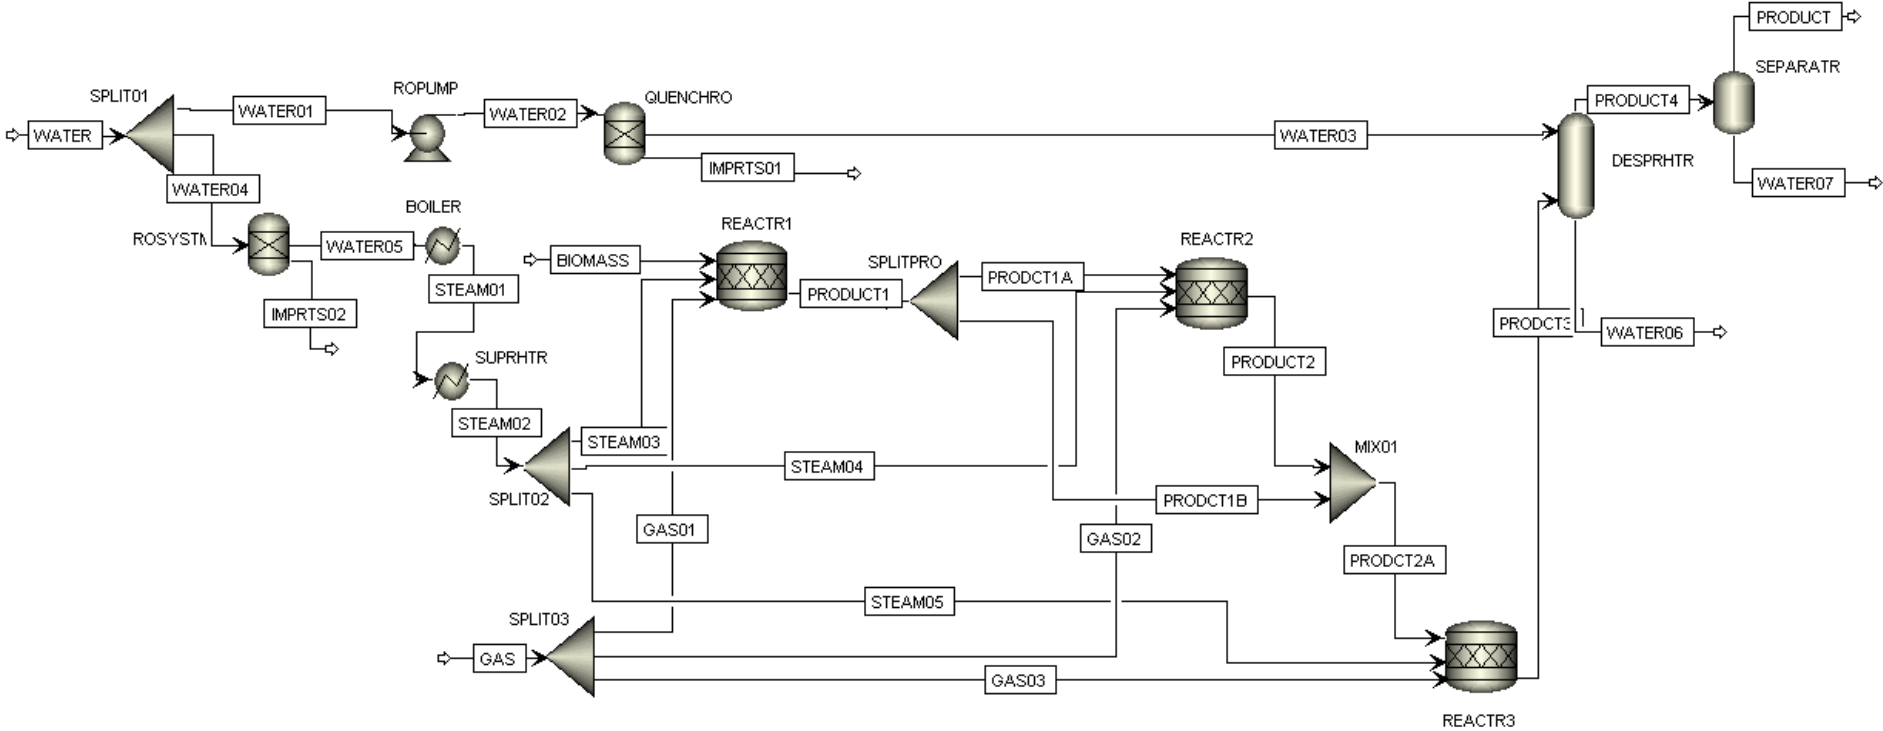 PRODUCT
SEPARATR
ROPUMP
SPLIT01
QUENCHRO
PRODUCT4
WATER01
WATER02
WATER
WATER03
DESPRHTR
IMPRTS01
WATER07
WATER04
BOILER
REACTR1
ROSYSTM
WATER05
REACTR2
BIOMASS
SPLITPRO
PRODCT1A
STEAM01
PRODUCT1
IMPRTS02
PRODCT3
WATER06
SUPRHTR
PRODUCT2
STEAM02
STEAM03
MIX01
STEAM04
SPLIT02
PRODCT1B
GAS01
GAS02
PRODCT2A
STEAM05
SPLIT03
GAS
GAS03
REACTR3